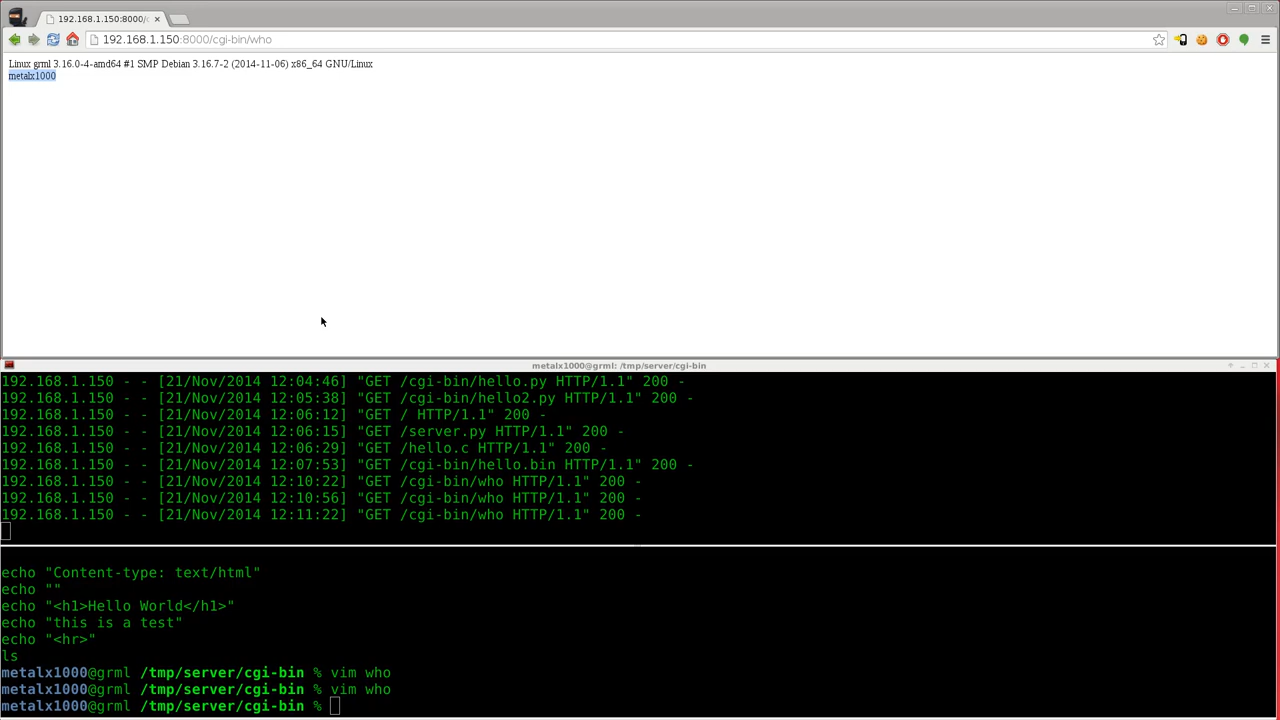 192.168.1.150:8000/c
192.168.1.150:8000/cgi-bin/who
Linux grml 3.16.0-4-amd64 #1 SMP Debian 3.16.7-2 (2014-11-06) x86_64 GNU/Linux
metalx1000
metalx1000@grml: /tmp/server/cgi-bin
192.168.1.150 - - [21/Nov/2014 12:04:46] "GET /cgi-bin/hello.py HTTP/1.1" 200 -
192.168.1.150 - - [21/Nov/2014 12:05:38] "GET /cgi-bin/hello2.py HTTP/1.1" 200 -
192.168.1.150 - - [21/Nov/2014 12:06:12] "GET / HTTP/1.1" 200 -
192.168.1.150 - - [21/Nov/2014 12:06:15] "GET /server.py HTTP/1.1" 200 -
192.168.1.150 - - [21/Nov/2014 12:06:29] "GET /hello.c HTTP/1.1" 200 -
192.168.1.150 - - [21/Nov/2014 12:07:53] "GET /cgi-bin/hello.bin HTTP/1.1" 200 -
192.168.1.150 - - [21/Nov/2014 12:10:22] "GET /cgi-bin/who HTTP/1.1" 200 -
192.168.1.150 - - [21/Nov/2014 12:10:56] "GET /cgi-bin/who HTTP/1.1" 200 -
192.168.1.150 - - [21/Nov/2014 12:11:22] "GET /cgi-bin/who HTTP/1.1" 200 -
echo "Content-type: text/html"
echo ""
echo "<h1>Hello World</h1>"
echo "this is a test"
echo "<hr>"
ls
metalx1000@grml /tmp/server/cgi-bin % vim who
metalx1000@grml /tmp/server/cgi-bin % vim who
metalx1000@grml /tmp/server/cgi-bin %